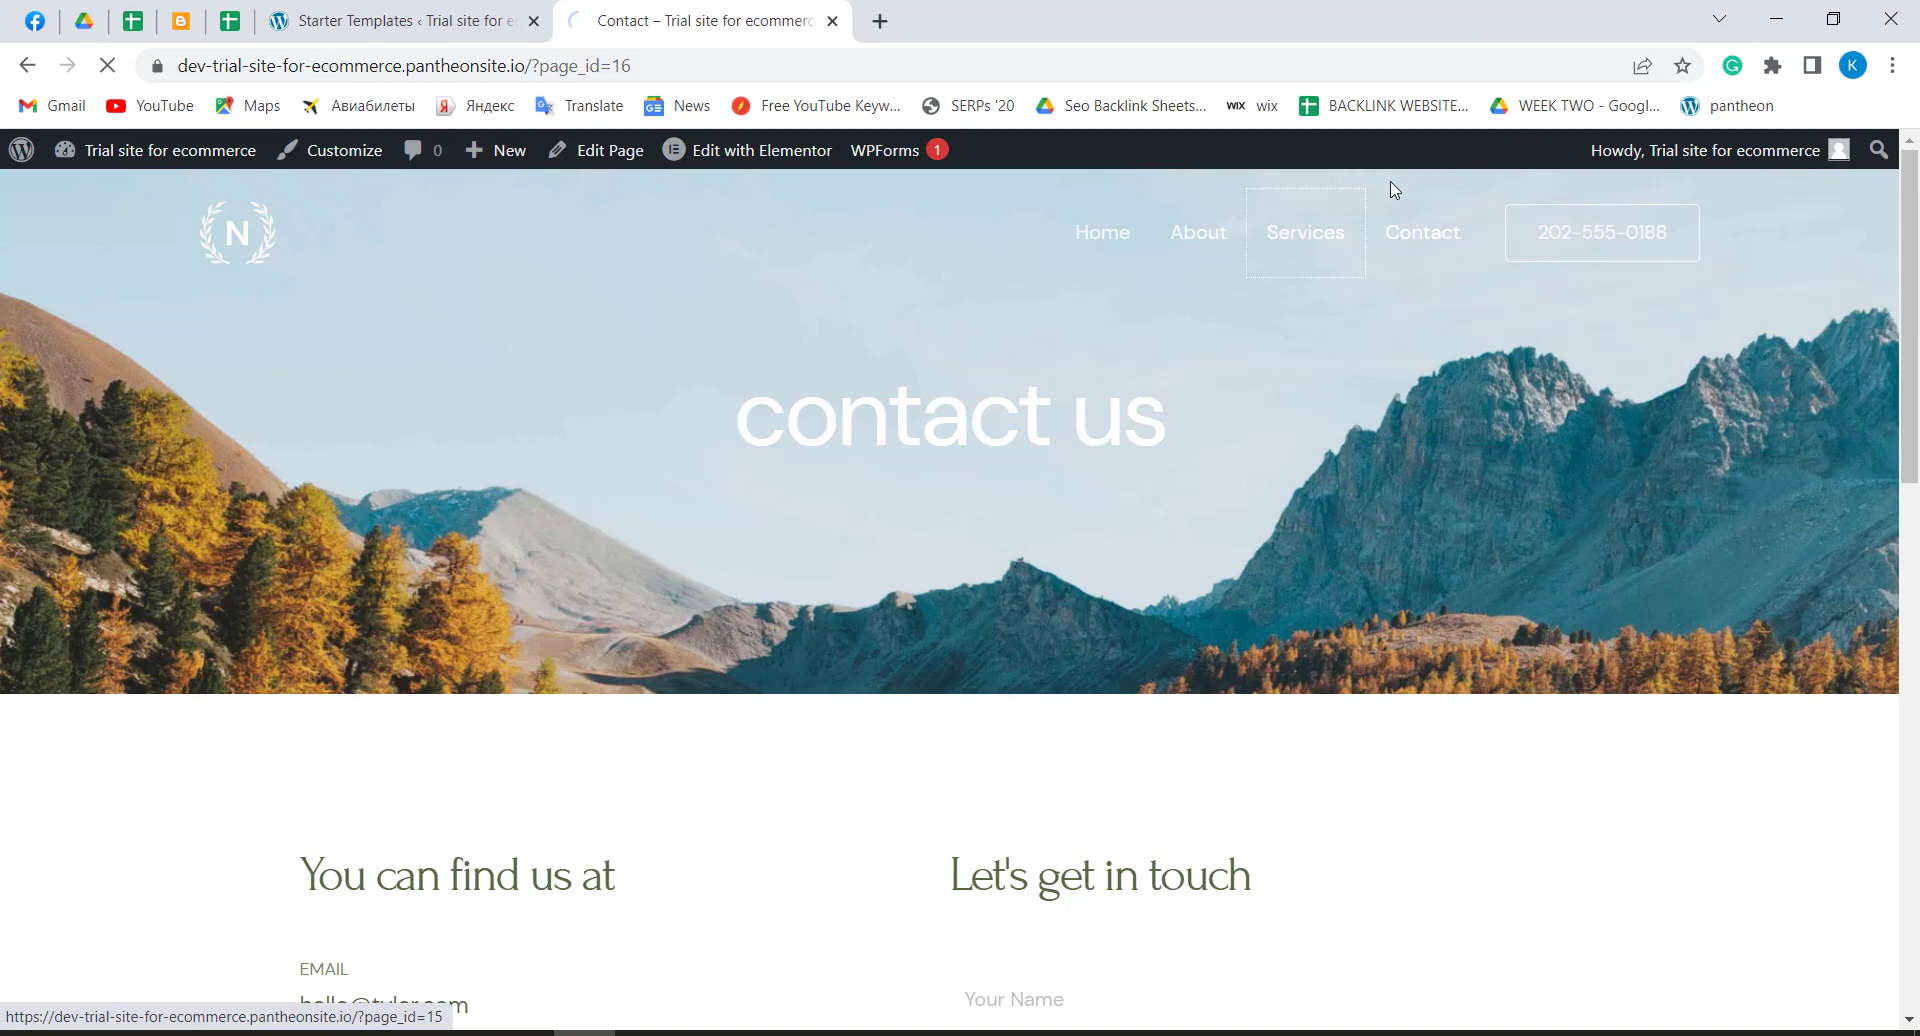 Starter Templates ‹ Trial site for e
Contact – Trial site for ecommerc
dev-trial-site-for-ecommerce.pantheonsite.io/?page_id=16
K
Gmail
YouTube
Maps
Авиабилеты
Яндекс
Translate
News
Free YouTube Keyw...
SERPs '20
Seo Backlink Sheets...
WIX wix
BACKLINK WEBSITE...
WEEK TWO - Googl...
pantheon
Trial site for ecommerce
Customize
0
New
Edit Page
Edit with Elementor
WPForms 1
Howdy, Trial site for ecommerce
N
Home
About
Services
Contact
202-555-0188
contact us
You can find us at
Let's get in touch
EMAIL
Your Name
https://dev-trial-site-for-ecommerce.pantheonsite.io/?page_id=15